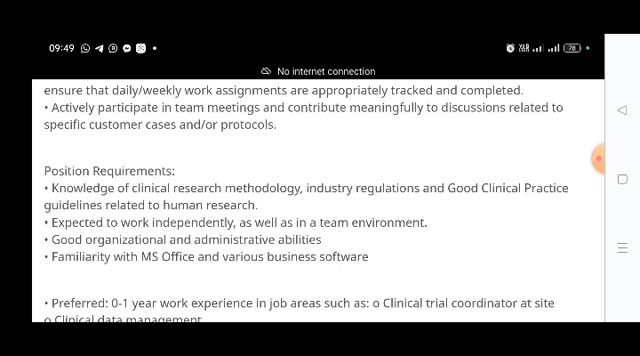 09:49
78
No internet connection
ensure that daily/weekly work assignments are appropriately tracked and completed.
• Actively participate in team meetings and contribute meaningfully to discussions related to
specific customer cases and/or protocols.
Position Requirements:
• Knowledge of clinical research methodology, industry regulations and Good Clinical Practice
guidelines related to human research.
• Expected to work independently, as well as in a team environment.
• Good organizational and administrative abilities
• Familiarity with MS Office and various business software
• Preferred: 0-1 year work experience in job areas such as: o Clinical trial coordinator at site
o Clinical data management